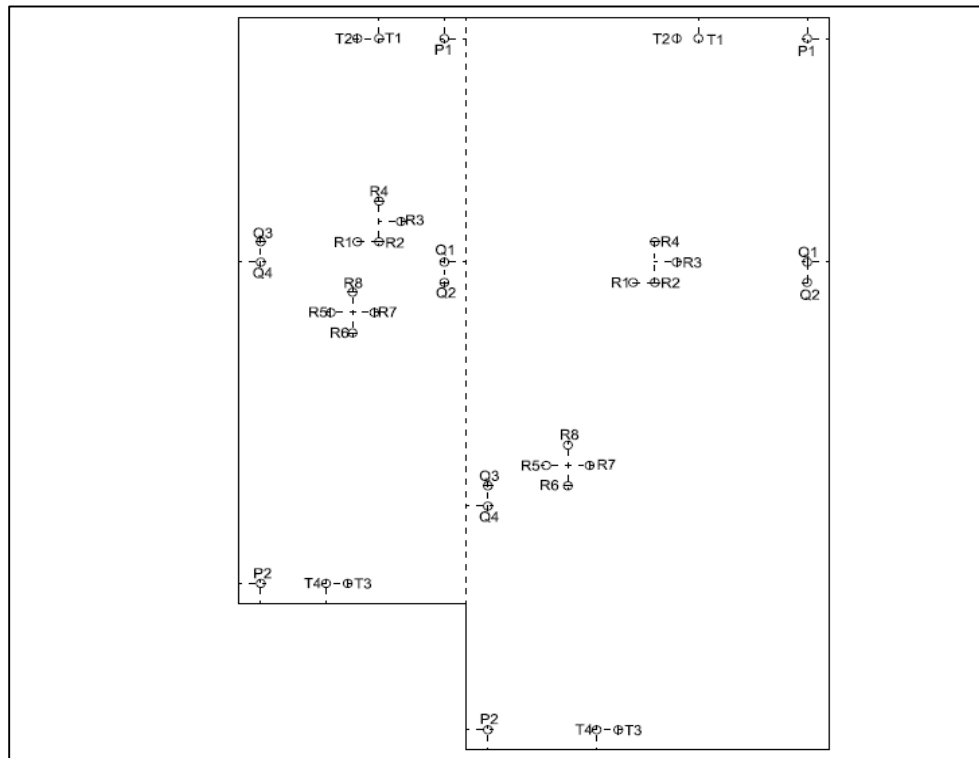 T2 T1 P1
R4
R3
R1 R2
Q3 Q1
Q4 Q2
R8
R5 R7
R6
P2 T4 T3
T2 T1 P1
R4 Q1
R3
R1 R2 Q2
R8
R5 R7
Q3 R6
Q4
P2 T4 T3